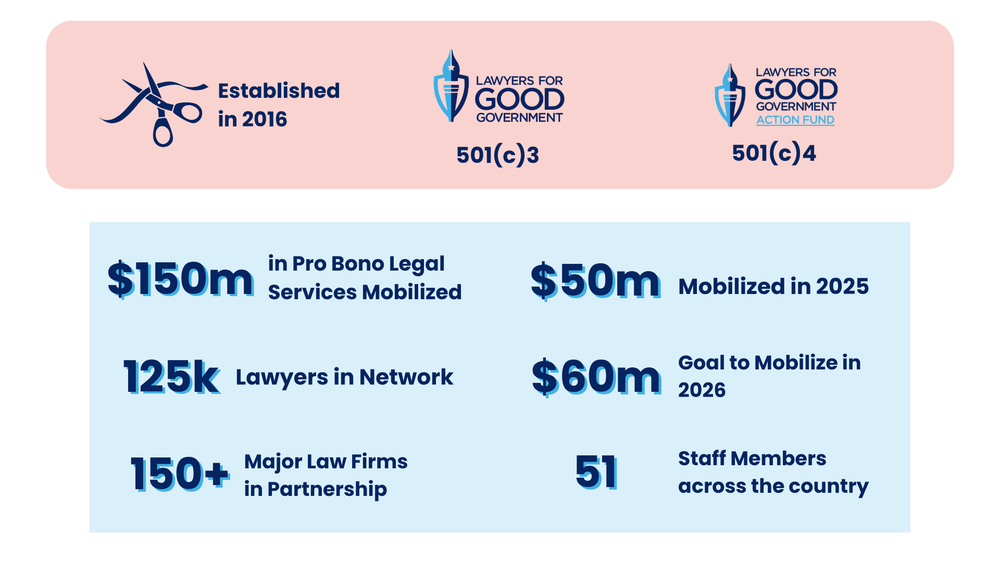 Established
in 2016
LAWYERS FOR
GOOD
GOVERNMENT
501(c)3
LAWYERS FOR
GOOD
GOVERNMENT
ACTION FUND
501(c)4
$150m
in Pro Bono Legal
Services Mobilized
$50m
Mobilized in 2025
125k
Lawyers in Network
$60m
Goal to Mobilize in
2026
150+
Major Law Firms
in Partnership
51
Staff Members
across the country